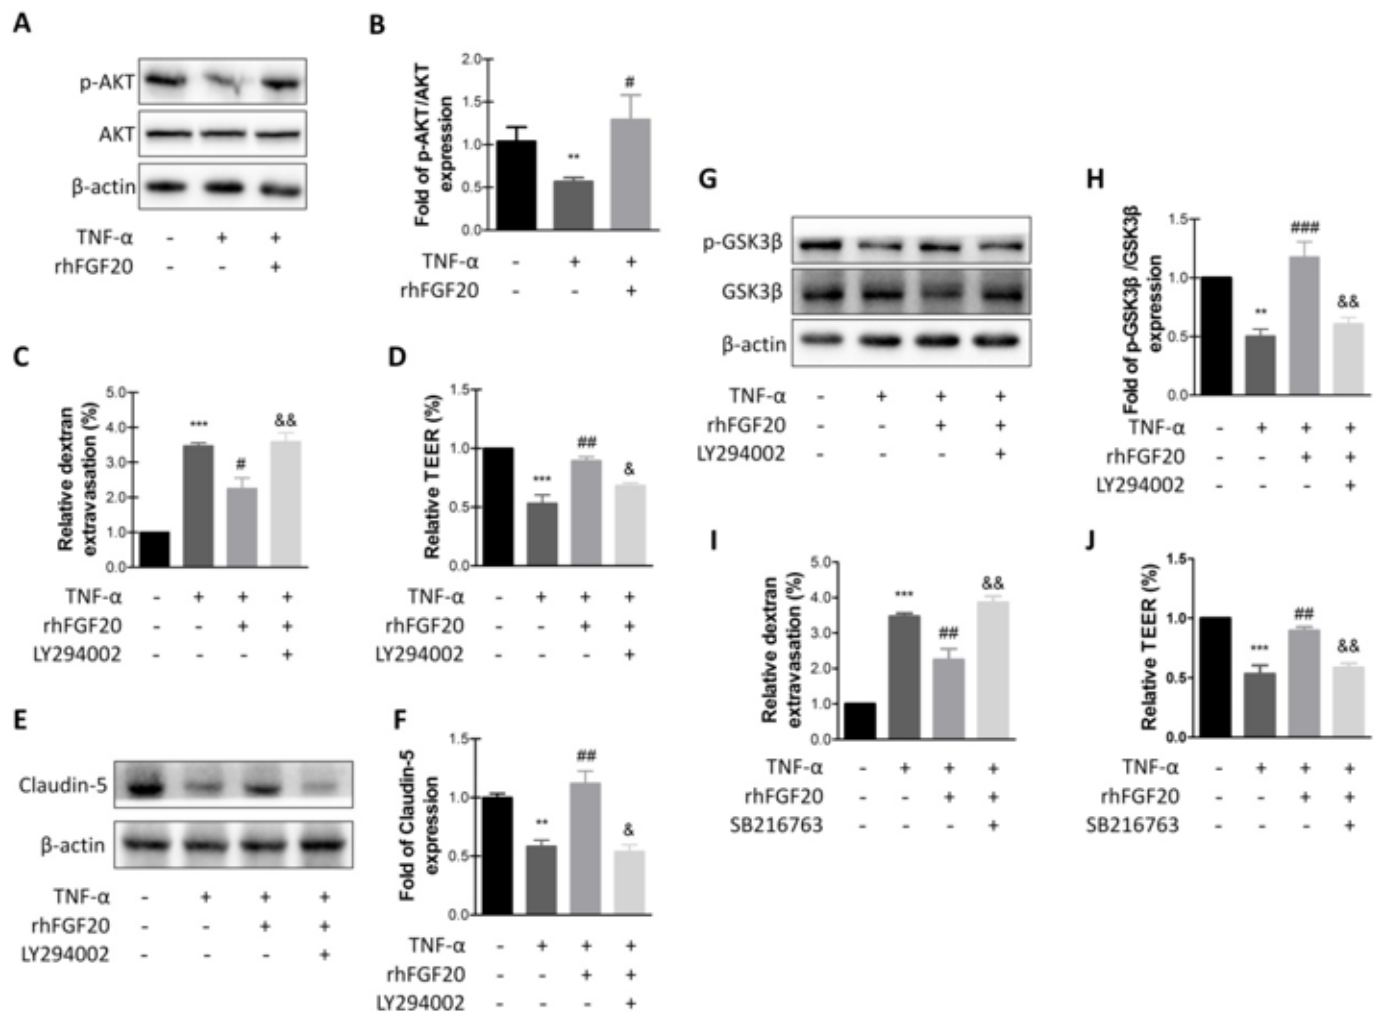 A
p-AKT
AKT
β-actin
TNF-α - + +
rhFGF20 - - +
B
Fold of p-AKT/AKT
expression
2.0
1.5
1.0
0.5
0.0
**
#
TNF-α - + +
rhFGF20 - - +
C
Relative dextran
extravasation (%)
5.0
4.0
3.0
2.0
1.0
0.0
***
#
&&
TNF-α - + + +
rhFGF20 - - + +
LY294002 - - - +
D
Relative TEER (%)
1.5
1.0
0.5
0.0
***
##
&
TNF-α - + + +
rhFGF20 - - + +
LY294002 - - - +
E
Claudin-5
β-actin
TNF-α - + + +
rhFGF20 - - + +
LY294002 - - - +
F
Fold of Claudin-5
expression
1.5
1.0
0.5
0.0
**
##
&
TNF-α - + + +
rhFGF20 - - + +
LY294002 - - - +
G
p-GSK3β
GSK3β
β-actin
TNF-α - + + +
rhFGF20 - - + +
LY294002 - - - +
H
Fold of p-GSK3β /GSK3β
expression
1.5
1.0
0.5
0.0
**
###
&&
TNF-α - + + +
rhFGF20 - - + +
LY294002 - - - +
I
Relative dextran
extravasation (%)
5.0
4.0
3.0
2.0
1.0
0.0
***
##
&&
TNF-α - + + +
rhFGF20 - - + +
SB216763 - - - +
J
Relative TEER (%)
1.5
1.0
0.5
0.0
***
##
&&
TNF-α - + + +
rhFGF20 - - + +
SB216763 - - - +